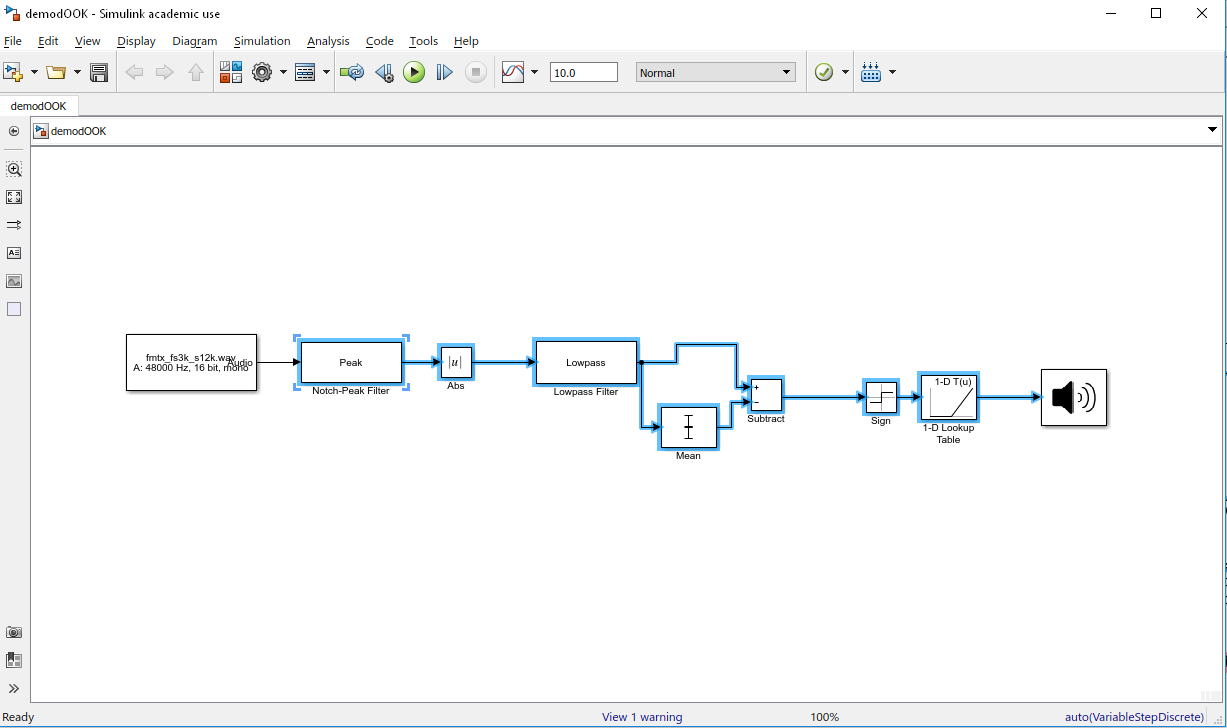 demodOOK - Simulink academic use
File Edit View Display Diagram Simulation Analysis Code Tools Help
10.0 Normal
demodOOK
demodOOK
fmtx_fs3k_s12k.wav
A: 48000 Hz, 16 bit, mono
Audio
Peak
Notch-Peak Filter
|u|
Abs
Lowpass
Lowpass Filter
Mean
+
−
Subtract
Sign
1-D T(u)
1-D Lookup
Table
Ready View 1 warning 100% auto(VariableStepDiscrete)